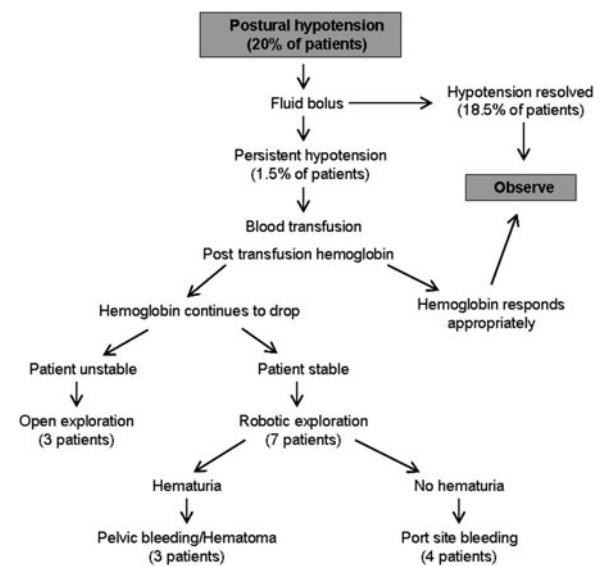 Postural hypotension
(20% of patients)
Fluid bolus
Hypotension resolved
(18.5% of patients)
Persistent hypotension
(1.5% of patients)
Observe
Blood transfusion
Post transfusion hemoglobin
Hemoglobin continues to drop
Hemoglobin responds
appropriately
Patient unstable
Patient stable
Open exploration
(3 patients)
Robotic exploration
(7 patients)
Hematuria
No hematuria
Pelvic bleeding/Hematoma
(3 patients)
Port site bleeding
(4 patients)